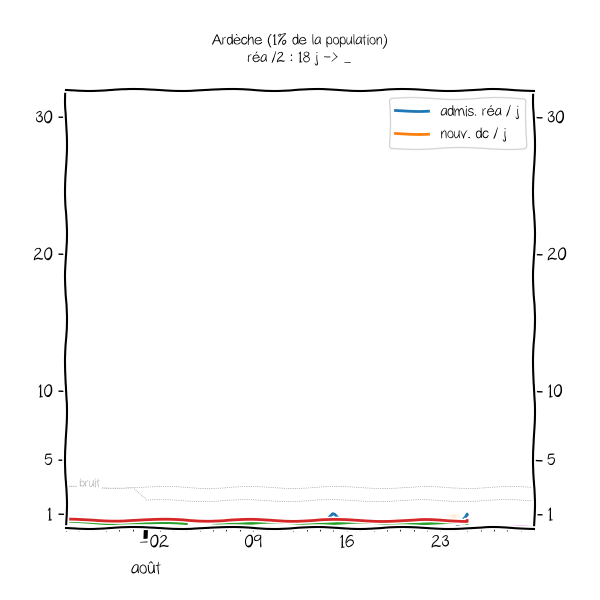 Ardèche (1% de la population)
réa /2 : 18 j -> _
admis. réa / j
nouv. dc / j
30 30
20 20
10 10
5 5
bruit
1 1
02 09 16 23
août